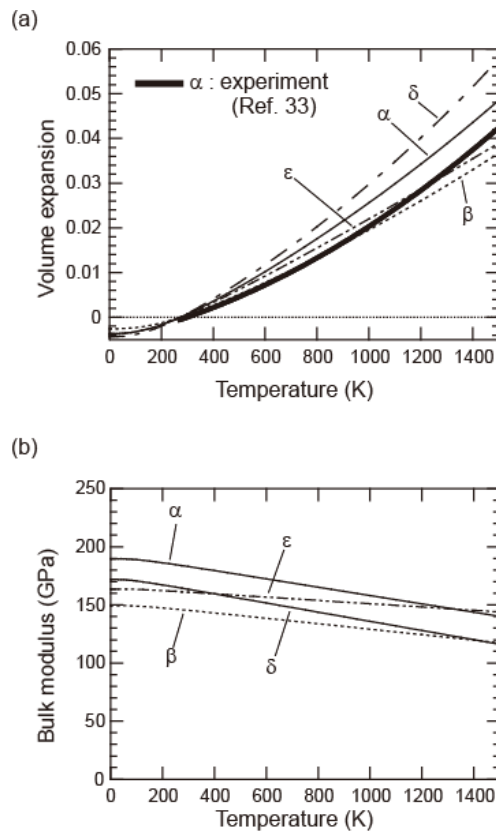 (a)
0.06
0.05
0.04
0.03
0.02
0.01
0
Volume expansion
α : experiment
(Ref. 33)
δ
α
ε
β
0 200 400 600 800 1000 1200 1400
Temperature (K)
(b)
250
200
150
100
50
0
Bulk modulus (GPa)
α
ε
β
δ
0 200 400 600 800 1000 1200 1400
Temperature (K)